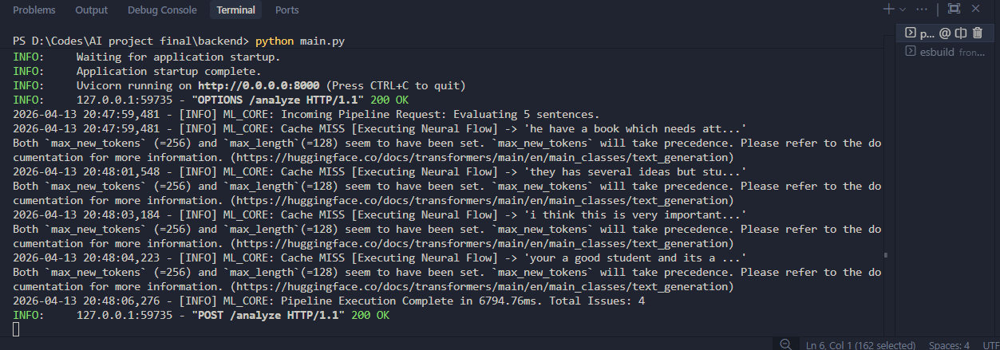 Problems Output Debug Console Terminal Ports
PS D:\Codes\AI project final\backend> python main.py
INFO:     Waiting for application startup.
INFO:     Application startup complete.
INFO:     Uvicorn running on http://0.0.0.0:8000 (Press CTRL+C to quit)
INFO:     127.0.0.1:59735 - "OPTIONS /analyze HTTP/1.1" 200 OK
2026-04-13 20:47:59,481 - [INFO] ML_CORE: Incoming Pipeline Request: Evaluating 5 sentences.
2026-04-13 20:47:59,481 - [INFO] ML_CORE: Cache MISS [Executing Neural Flow] -> 'he have a book which needs att...'
Both `max_new_tokens` (=256) and `max_length`(=128) seem to have been set. `max_new_tokens` will take precedence. Please refer to the do
cumentation for more information. (https://huggingface.co/docs/transformers/main/en/main_classes/text_generation)
2026-04-13 20:48:01,548 - [INFO] ML_CORE: Cache MISS [Executing Neural Flow] -> 'they has several ideas but stu...'
Both `max_new_tokens` (=256) and `max_length`(=128) seem to have been set. `max_new_tokens` will take precedence. Please refer to the do
cumentation for more information. (https://huggingface.co/docs/transformers/main/en/main_classes/text_generation)
2026-04-13 20:48:03,184 - [INFO] ML_CORE: Cache MISS [Executing Neural Flow] -> 'i think this is very important...'
Both `max_new_tokens` (=256) and `max_length`(=128) seem to have been set. `max_new_tokens` will take precedence. Please refer to the do
cumentation for more information. (https://huggingface.co/docs/transformers/main/en/main_classes/text_generation)
2026-04-13 20:48:04,223 - [INFO] ML_CORE: Cache MISS [Executing Neural Flow] -> 'your a good student and its a ...'
Both `max_new_tokens` (=256) and `max_length`(=128) seem to have been set. `max_new_tokens` will take precedence. Please refer to the do
cumentation for more information. (https://huggingface.co/docs/transformers/main/en/main_classes/text_generation)
2026-04-13 20:48:06,276 - [INFO] ML_CORE: Pipeline Execution Complete in 6794.76ms. Total Issues: 4
INFO:     127.0.0.1:59735 - "POST /analyze HTTP/1.1" 200 OK
p... @
esbuild fron...
Ln 6, Col 1 (162 selected) Spaces: 4 UTF